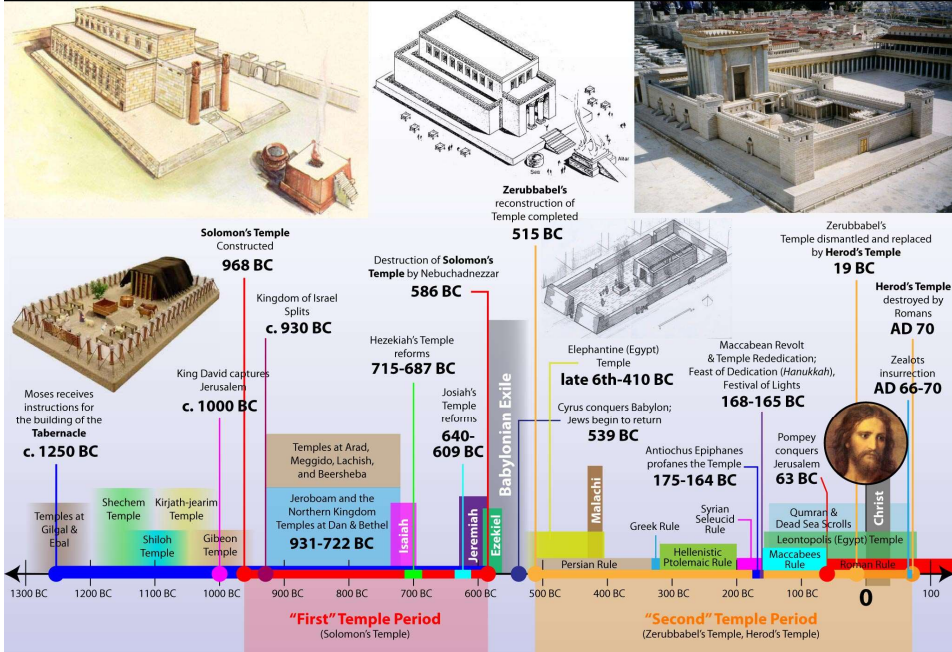 Sea
Altar
Zerubbabel's
reconstruction of
Temple completed
515 BC
Solomon's Temple
Constructed
968 BC
Destruction of Solomon's
Temple by Nebuchadnezzar
586 BC
Zerubbabel's
Temple dismantled and replaced
by Herod's Temple
19 BC
Herod's Temple
destroyed by
Romans
AD 70
Kingdom of Israel
Splits
c. 930 BC
Hezekiah's Temple
reforms
715-687 BC
Elephantine (Egypt)
Temple
late 6th-410 BC
Maccabean Revolt
& Temple Rededication;
Feast of Dedication (Hanukkah),
Festival of Lights
168-165 BC
Zealots
insurrection
AD 66-70
King David captures
Jerusalem
c. 1000 BC
Moses receives
instructions for
the building of the
Tabernacle
c. 1250 BC
Josiah's
Temple
reforms
640-
609 BC
Babylonian Exile
Cyrus conquers Babylon;
Jews begin to return
539 BC
Antiochus Epiphanes
profanes the Temple
175-164 BC
Pompey
conquers
Jerusalem
63 BC
Temples at Arad,
Meggido, Lachish,
and Beersheba
Temples at
Gilgal &
Ebal
Shechem
Temple
Kirjath-jearim
Temple
Shiloh
Temple
Gibeon
Temple
Jeroboam and the
Northern Kingdom
Temples at Dan & Bethel
931-722 BC
Isaiah
Jeremiah
Ezekiel
Malachi
Persian Rule
Greek Rule
Hellenistic
Ptolemaic Rule
Syrian
Seleucid
Rule
Qumran &
Dead Sea Scrolls
Leontopolis (Egypt) Temple
Maccabees
Rule
Roman Rule
Christ
1300 BC
1200 BC
1100 BC
1000 BC
900 BC
800 BC
700 BC
600 BC
500 BC
400 BC
300 BC
200 BC
100 BC
0
100
"First" Temple Period
(Solomon's Temple)
"Second" Temple Period
(Zerubbabel's Temple, Herod's Temple)